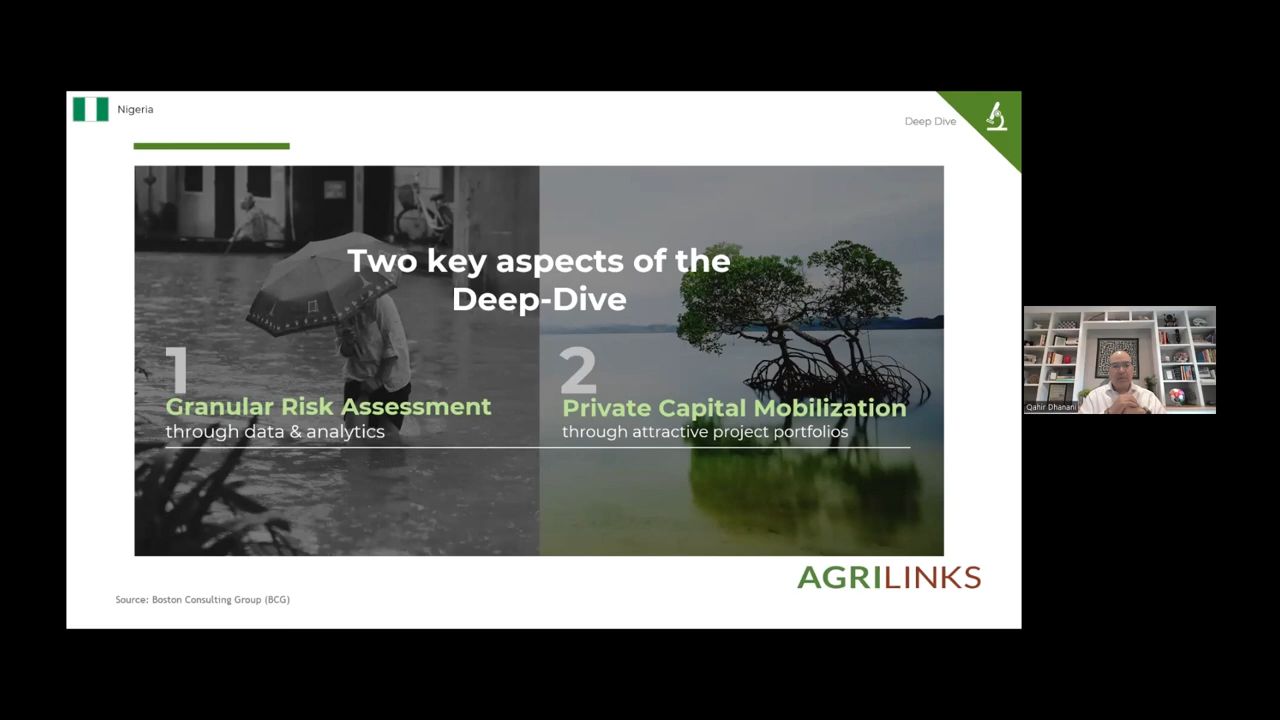 Nigeria
Deep Dive
Two key aspects of the
Deep-Dive
1
Granular Risk Assessment
through data & analytics
2
Private Capital Mobilization
through attractive project portfolios
AGRILINKS
Source: Boston Consulting Group (BCG)
Qahir Dhanani